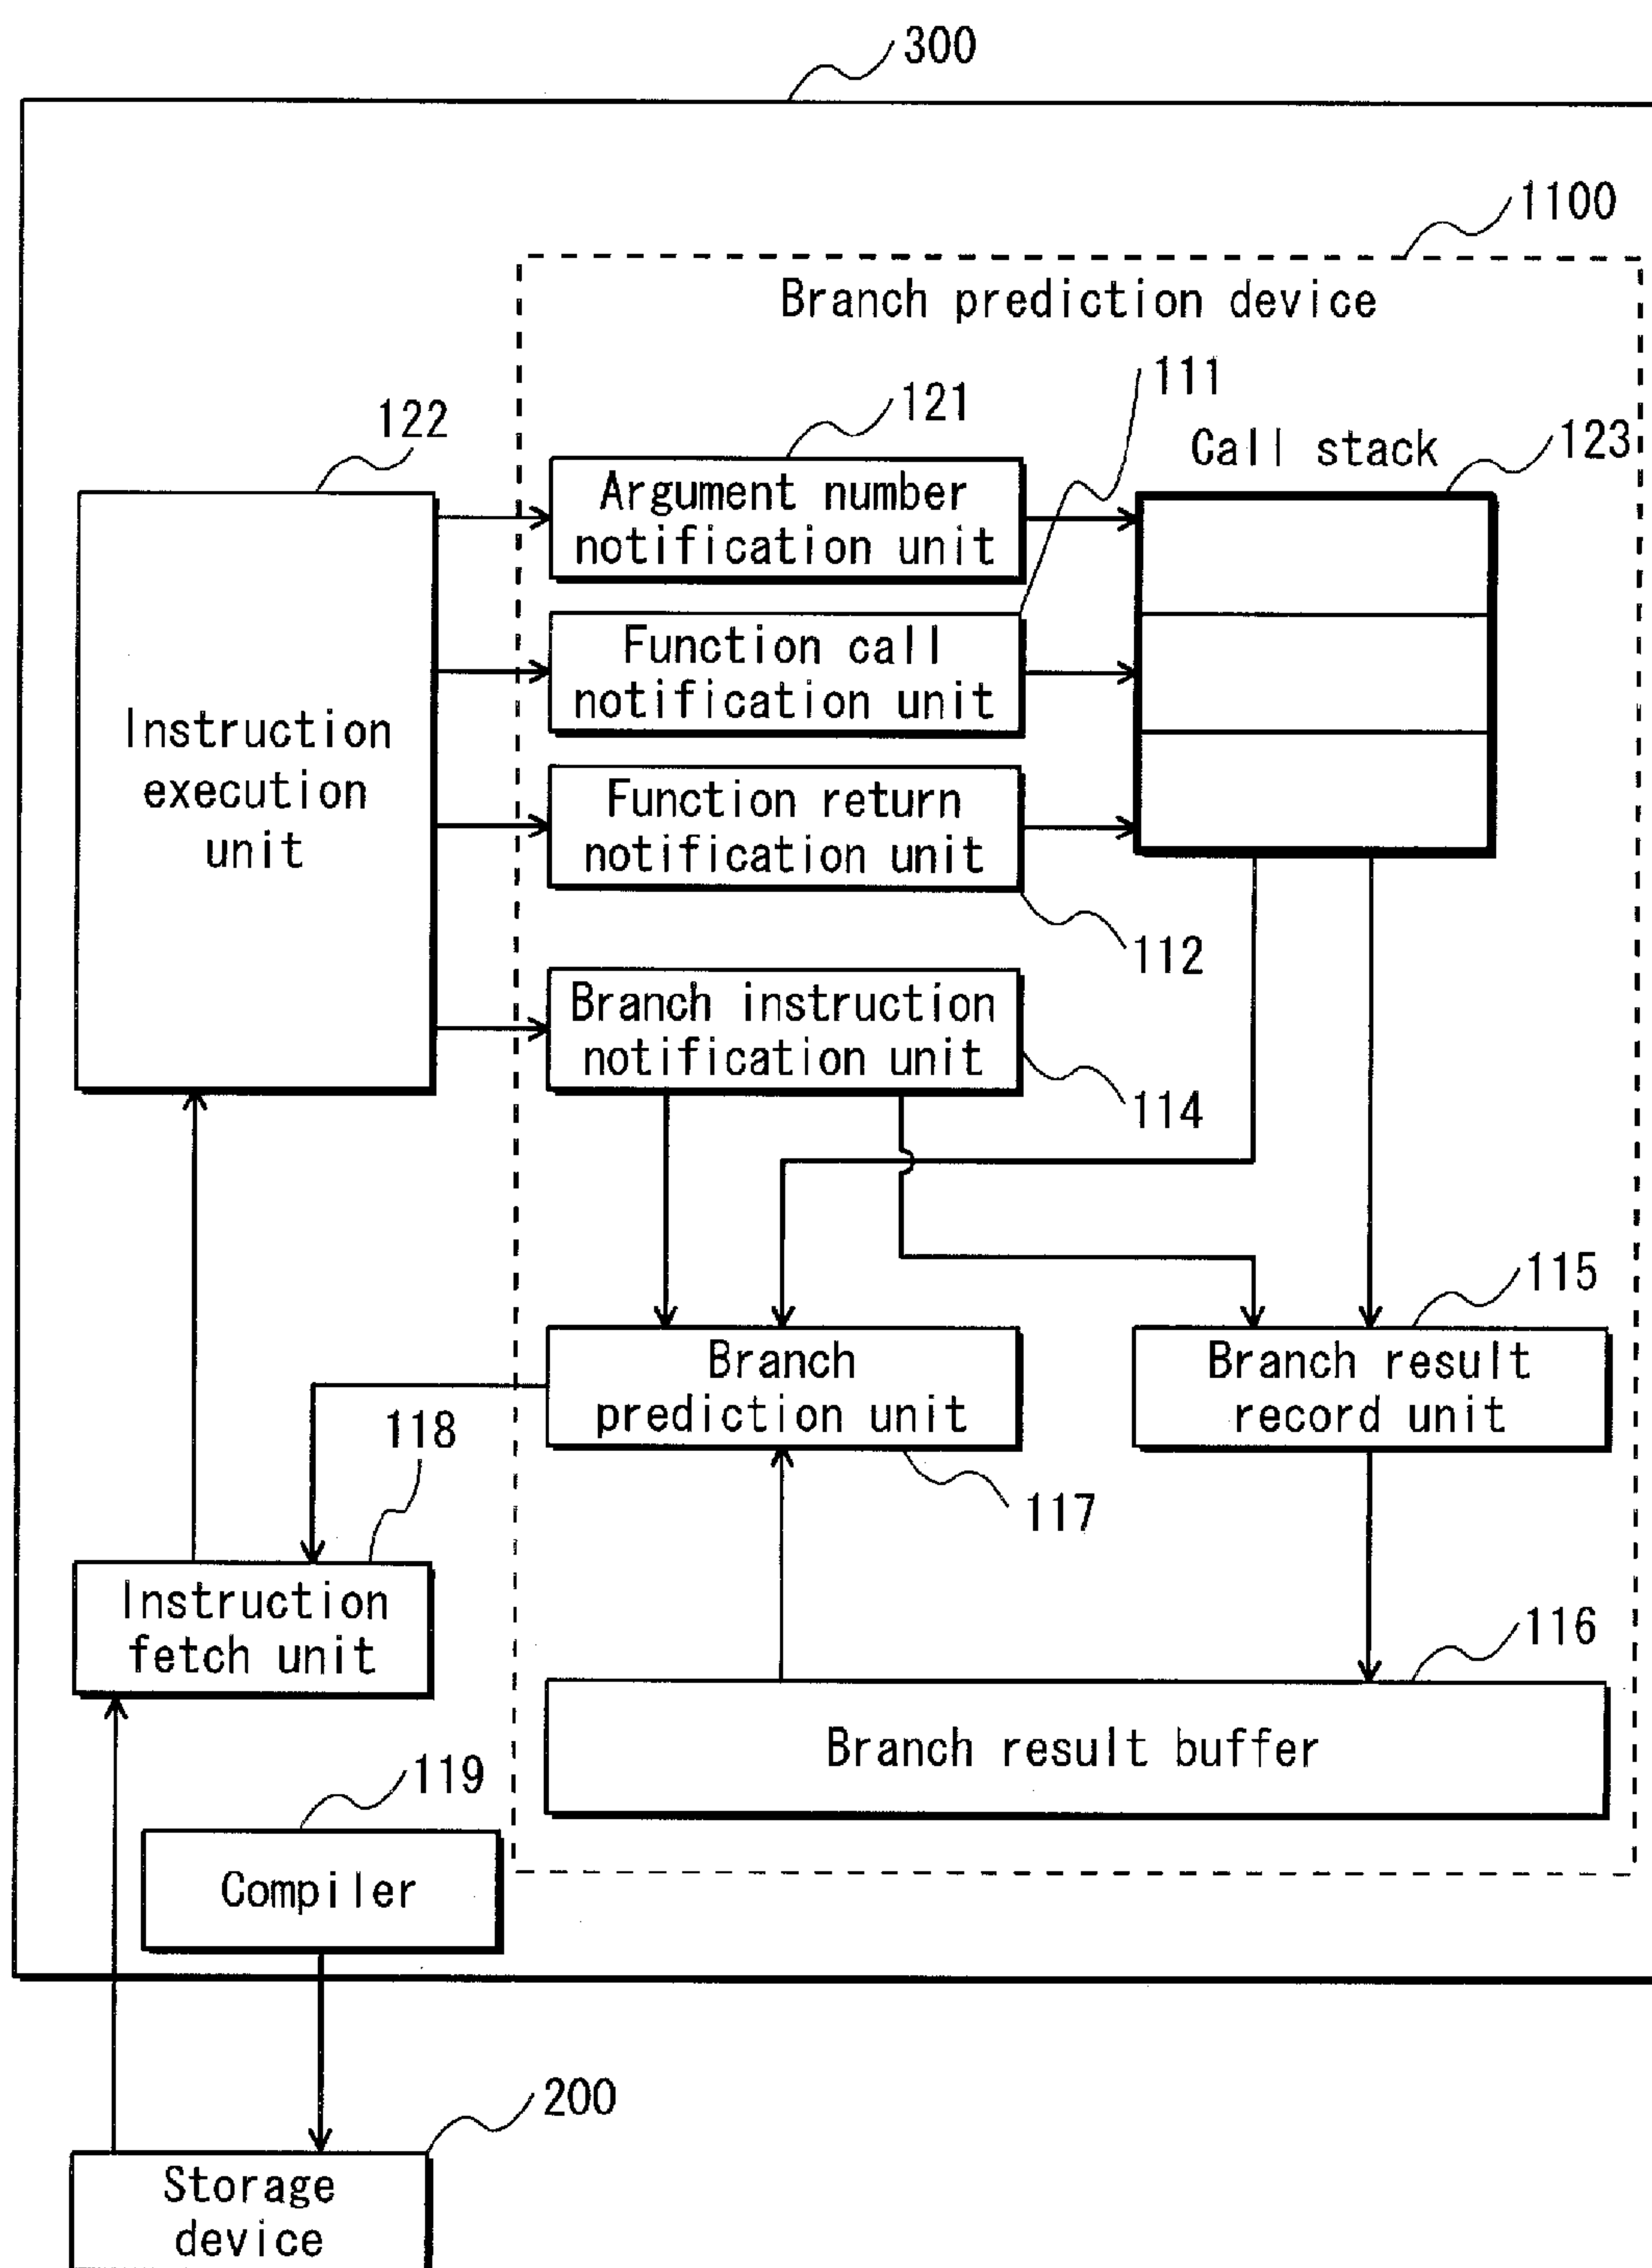 300
1100
Branch prediction device
111
121
122
Call stack
123
Argument number
notification unit
Function call
notification unit
Instruction
execution
unit
Function return
notification unit
112
Branch instruction
notification unit
114
115
Branch
prediction unit
Branch result
record unit
118
117
Instruction
fetch unit
116
Branch result buffer
119
Compiler
200
Storage
device